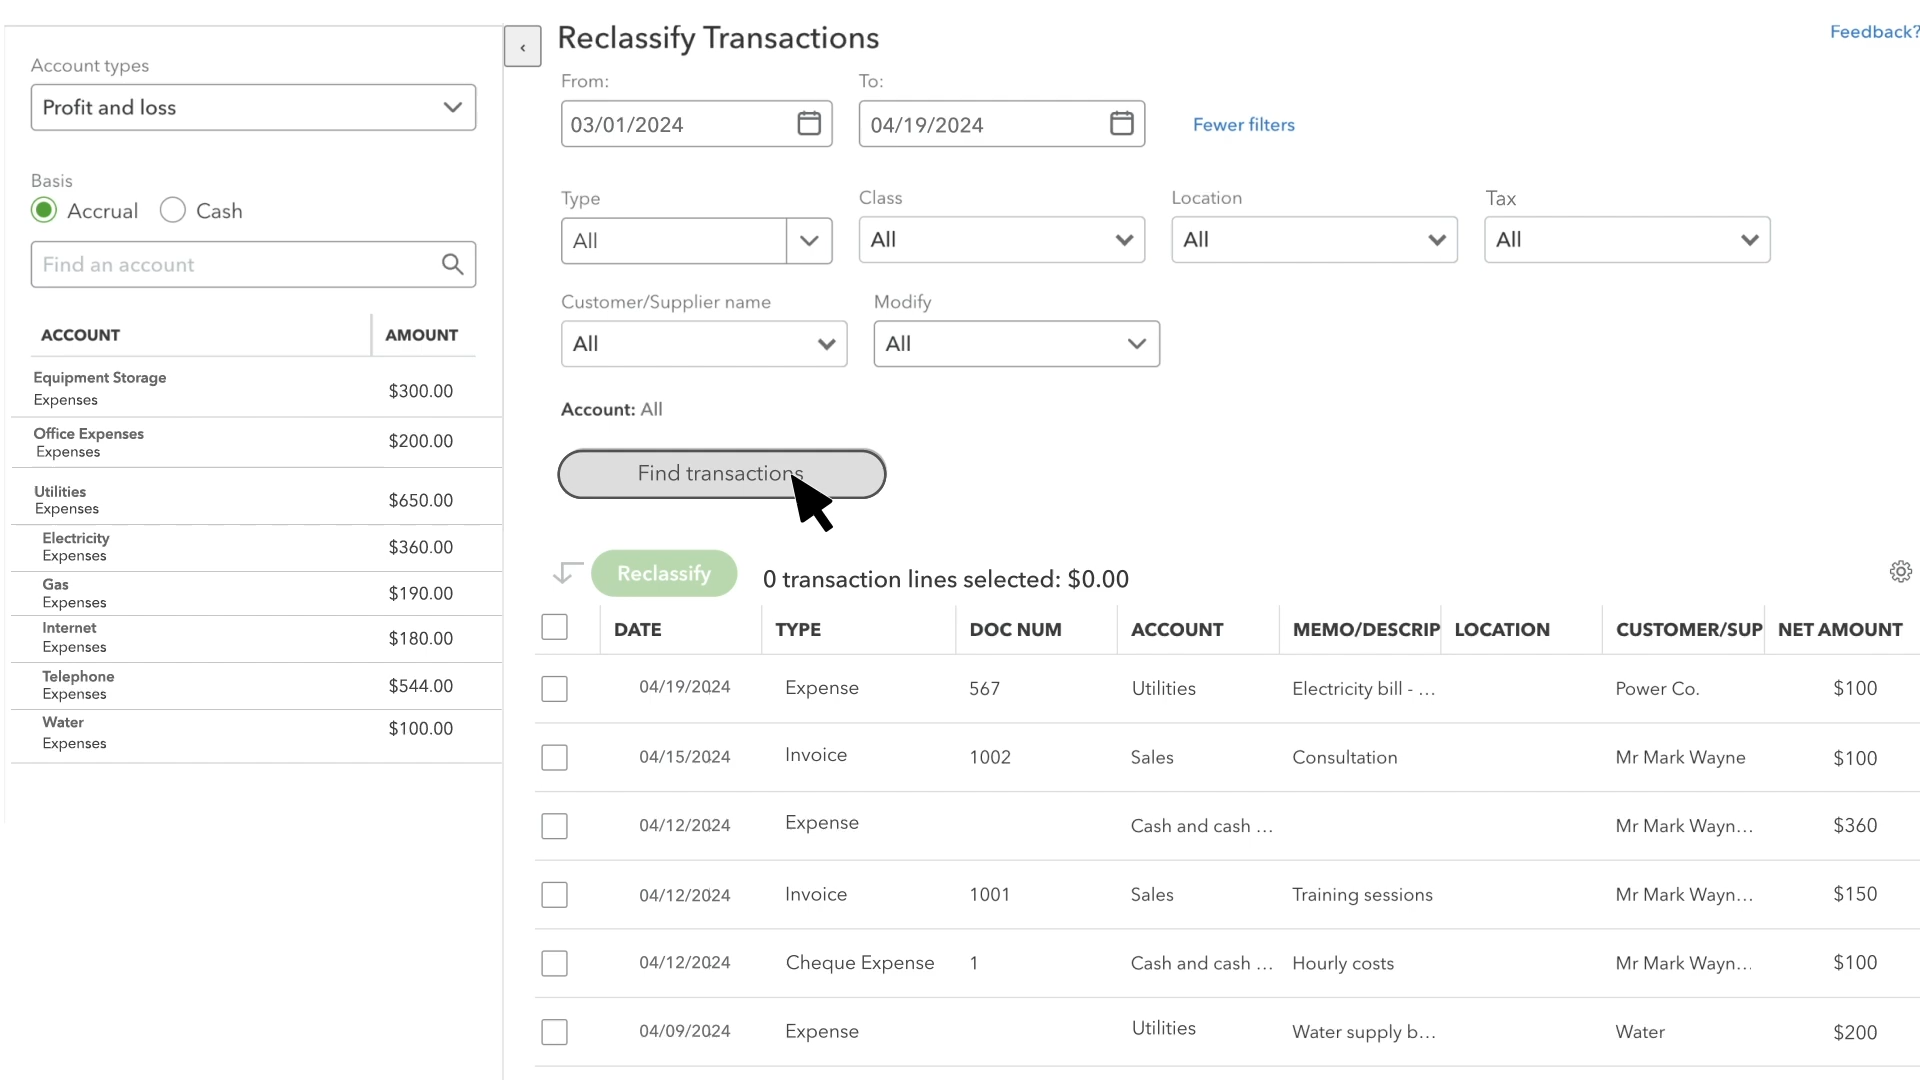 Account types
Profit and loss
Basis
Accrual Cash
Find an account
ACCOUNT AMOUNT
Equipment Storage
Expenses
$300.00
Office Expenses
Expenses
$200.00
Utilities
Expenses
$650.00
Electricity
Expenses
$360.00
Gas
Expenses
$190.00
Internet
Expenses
$180.00
Telephone
Expenses
$544.00
Water
Expenses
$100.00
Reclassify Transactions
Feedback?
From: To:
03/01/2024 04/19/2024 Fewer filters
Type Class Location Tax
All All All All
Customer/Supplier name Modify
All All
Account: All
Find transactions
Reclassify 0 transaction lines selected: $0.00
DATE TYPE DOC NUM ACCOUNT MEMO/DESCRIP LOCATION CUSTOMER/SUP NET AMOUNT
04/19/2024 Expense 567 Utilities Electricity bill - ... Power Co. $100
04/15/2024 Invoice 1002 Sales Consultation Mr Mark Wayne $100
04/12/2024 Expense Cash and cash ... Mr Mark Wayn... $360
04/12/2024 Invoice 1001 Sales Training sessions Mr Mark Wayn... $150
04/12/2024 Cheque Expense 1 Cash and cash ... Hourly costs Mr Mark Wayn... $100
04/09/2024 Expense Utilities Water supply b... Water $200